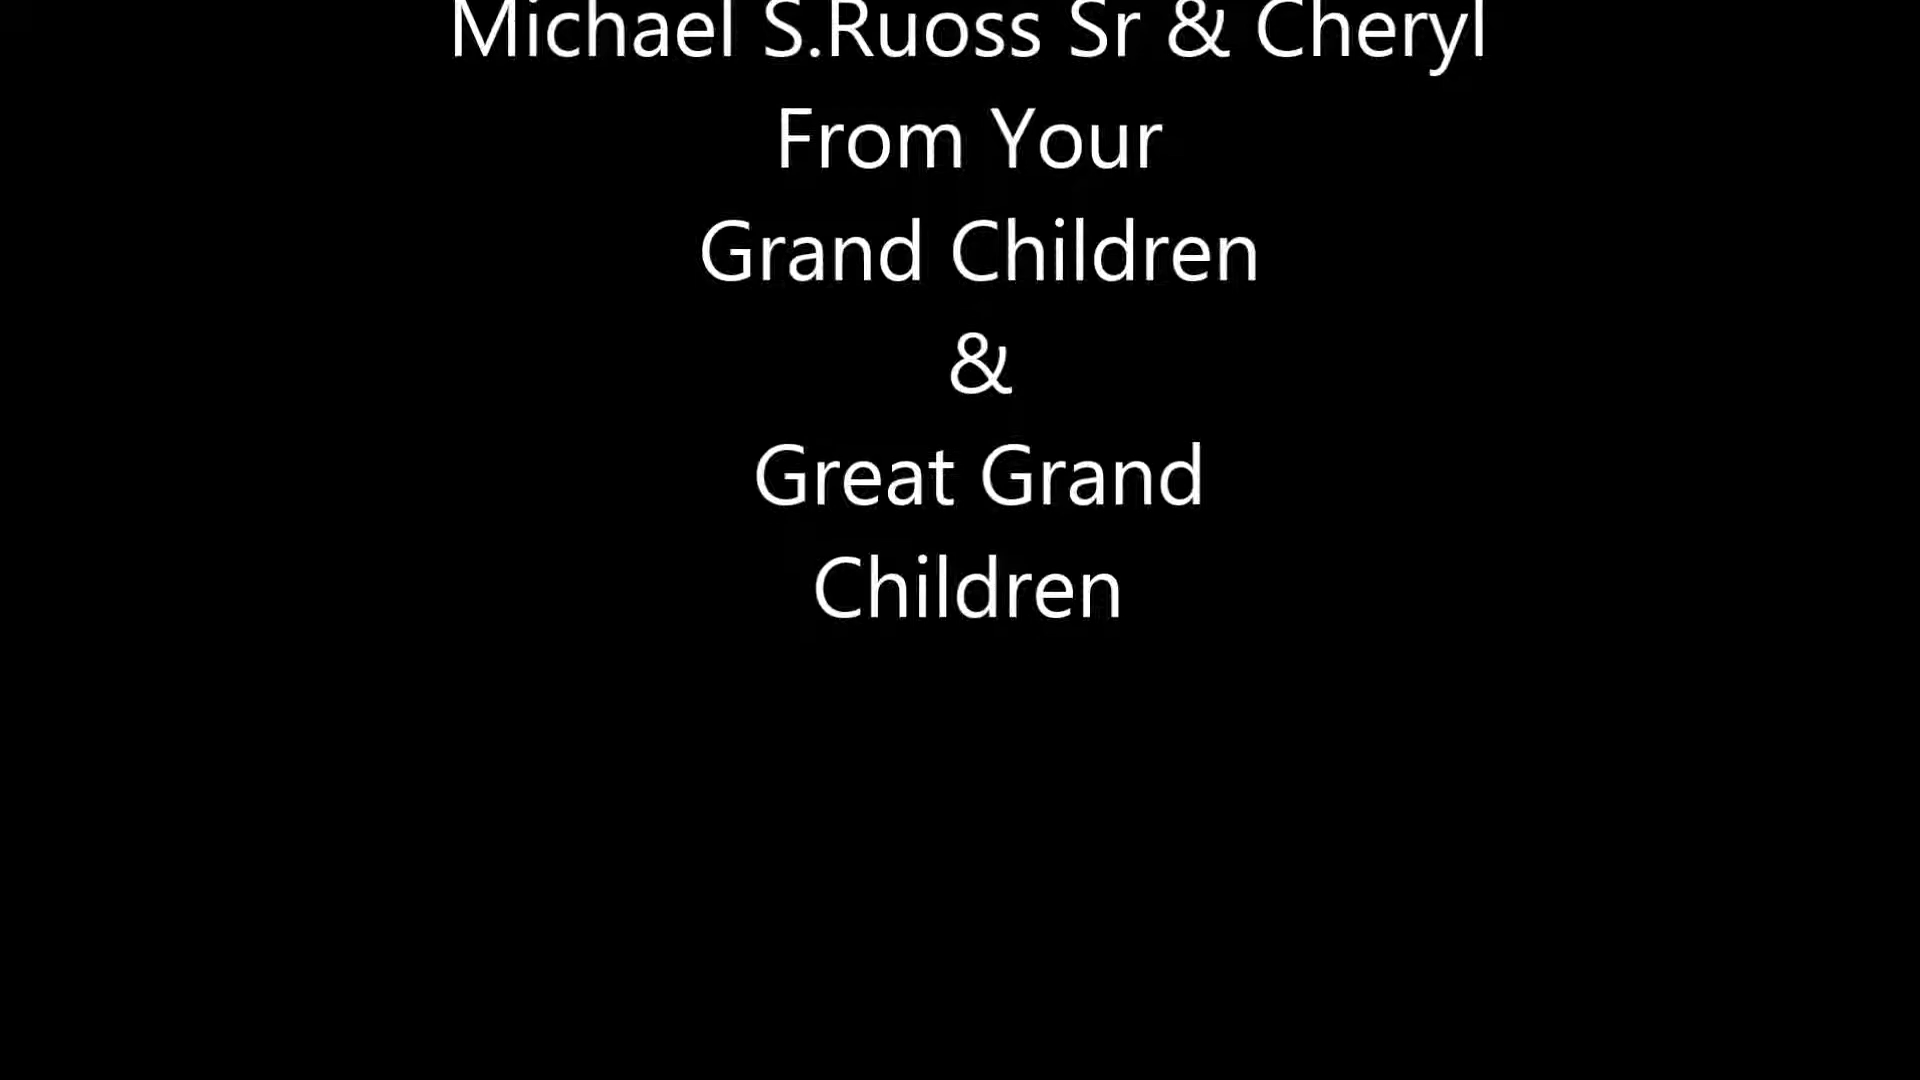 Michael S.Ruoss Sr & Cheryl
From Your
Grand Children
&
Great Grand
Children